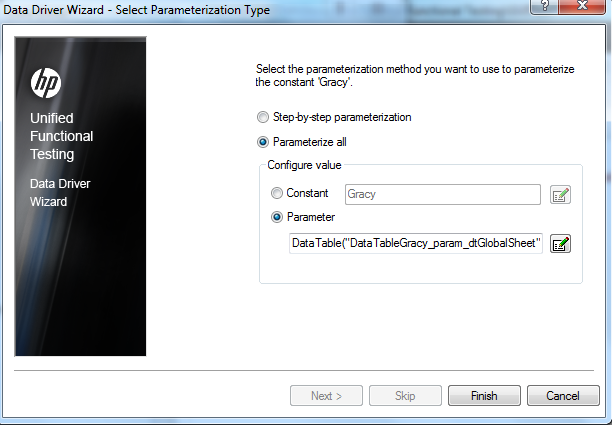 Data Driver Wizard - Select Parameterization Type
?
hp
Unified
Functional
Testing
Data Driver
Wizard
Select the parameterization method you want to use to parameterize
the constant 'Gracy'.
Step-by-step parameterization
Parameterize all
Configure value
Constant
Gracy
Parameter
DataTable("DataTableGracy_param_dtGlobalSheet"
Next >
Skip
Finish
Cancel